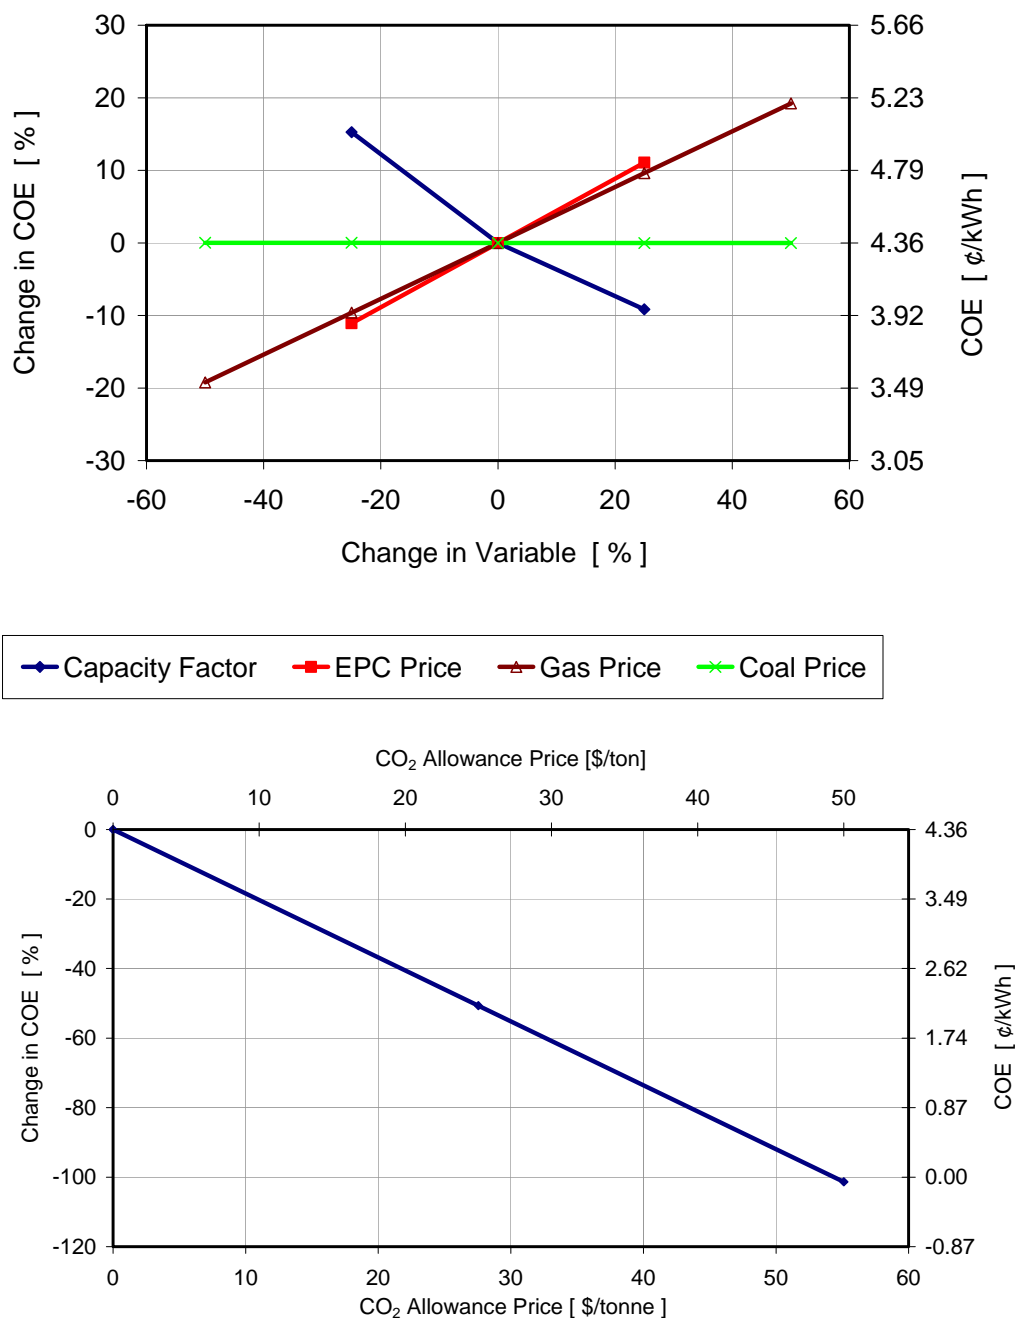 30 5.66
20 5.23
10 4.79
0 4.36
-10 3.92
-20 3.49
-30 3.05
Change in COE [ % ]
COE [ ¢/kWh ]
-60 -40 -20 0 20 40 60
Change in Variable [ % ]
Capacity Factor EPC Price Gas Price Coal Price
CO₂ Allowance Price [$/ton]
0 10 20 30 40 50
0 4.36
-20 3.49
-40 2.62
-60 1.74
-80 0.87
-100 0.00
-120 -0.87
Change in COE [ % ]
COE [ ¢/kWh ]
0 10 20 30 40 50 60
CO₂ Allowance Price [ $/tonne ]